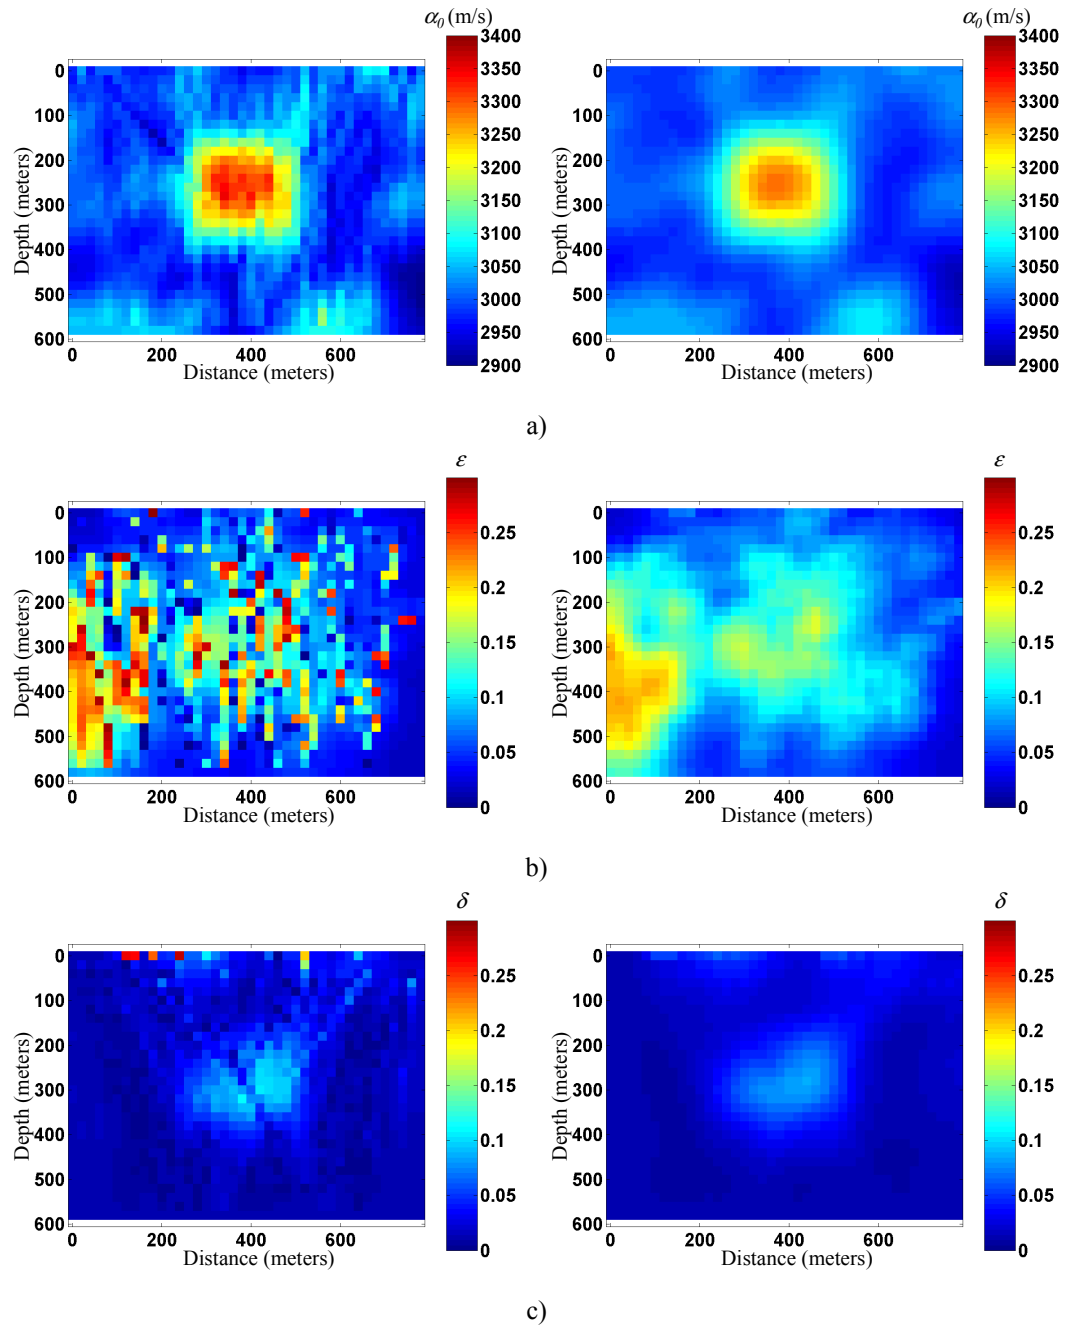 α₀ (m/s) α₀ (m/s)
3400 3400
0 3350 0 3350
100 3300 100 3300
3250 3250
200 3200 200 3200
300 3150 300 3150
3100 3100
400 3050 400 3050
500 3000 500 3000
2950 2950
600 2900 600 2900
Depth (meters) Depth (meters)
0 200 400 600 0 200 400 600
Distance (meters) Distance (meters)
a)
ε ε
0 0.25 0 0.25
100 100
200 0.2 200 0.2
300 0.15 300 0.15
400 0.1 400 0.1
500 0.05 500 0.05
600 0 600 0
Depth (meters) Depth (meters)
0 200 400 600 0 200 400 600
Distance (meters) Distance (meters)
b)
δ δ
0 0.25 0 0.25
100 100
200 0.2 200 0.2
300 0.15 300 0.15
400 0.1 400 0.1
500 0.05 500 0.05
600 0 600 0
Depth (meters) Depth (meters)
0 200 400 600 0 200 400 600
Distance (meters) Distance (meters)
c)